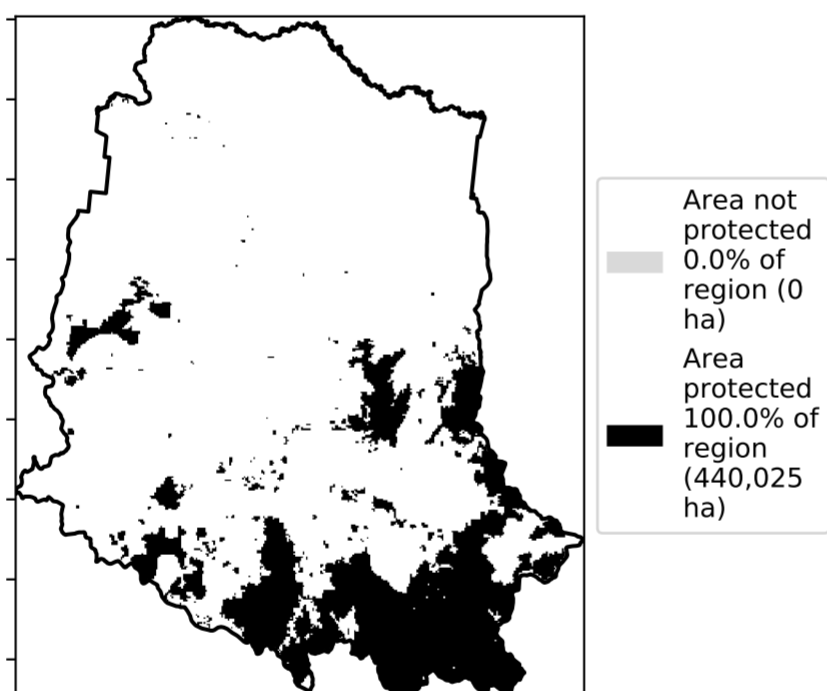 Area not
protected
0.0% of
region (0
ha)
Area
protected
100.0% of
region
(440,025
ha)